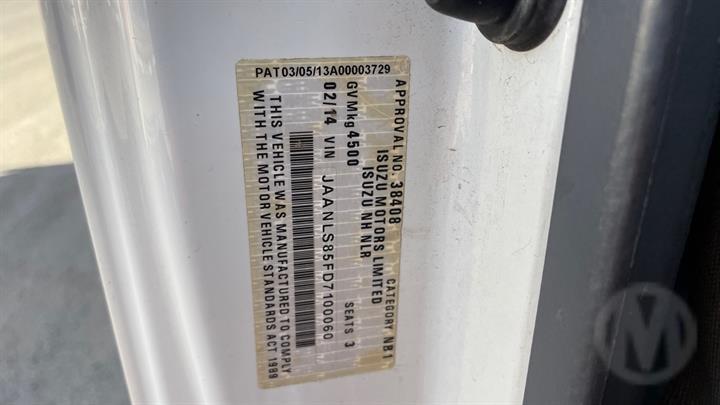 PAT03/05/13A00003729
APPROVAL NO. 38408 CATEGORY NB1
ISUZU MOTORS LIMITED
ISUZU NH NLR
GVMkg 4500 SEATS 3
02/14 VIN JAANLS85FD7100060
THIS VEHICLE WAS MANUFACTURED TO COMPLY
WITH THE MOTOR VEHICLE STANDARDS ACT 1989
M